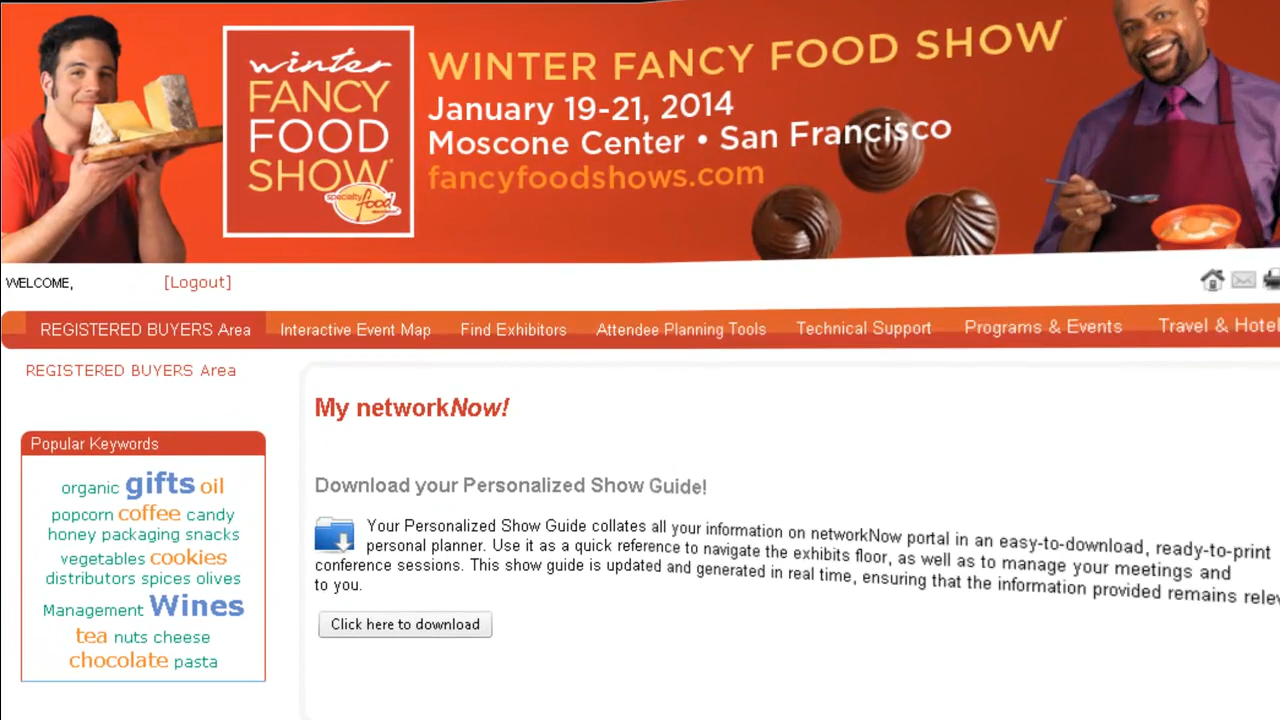 winter
FANCY
FOOD
SHOW
specialty
food
WINTER FANCY FOOD SHOW
January 19-21, 2014
Moscone Center • San Francisco
fancyfoodshows.com
WELCOME, [Logout]
REGISTERED BUYERS Area Interactive Event Map Find Exhibitors Attendee Planning Tools Technical Support Programs & Events Travel & Hotel
REGISTERED BUYERS Area
My networkNow!
Popular Keywords
organic gifts oil
popcorn coffee candy
honey packaging snacks
vegetables cookies
distributors spices olives
Management Wines
tea nuts cheese
chocolate pasta
Download your Personalized Show Guide!
Your Personalized Show Guide collates all your information on networkNow portal in an easy-to-download, ready-to-print
personal planner. Use it as a quick reference to navigate the exhibits floor, as well as to manage your meetings and
conference sessions. This show guide is updated and generated in real time, ensuring that the information provided remains relev
to you.
Click here to download